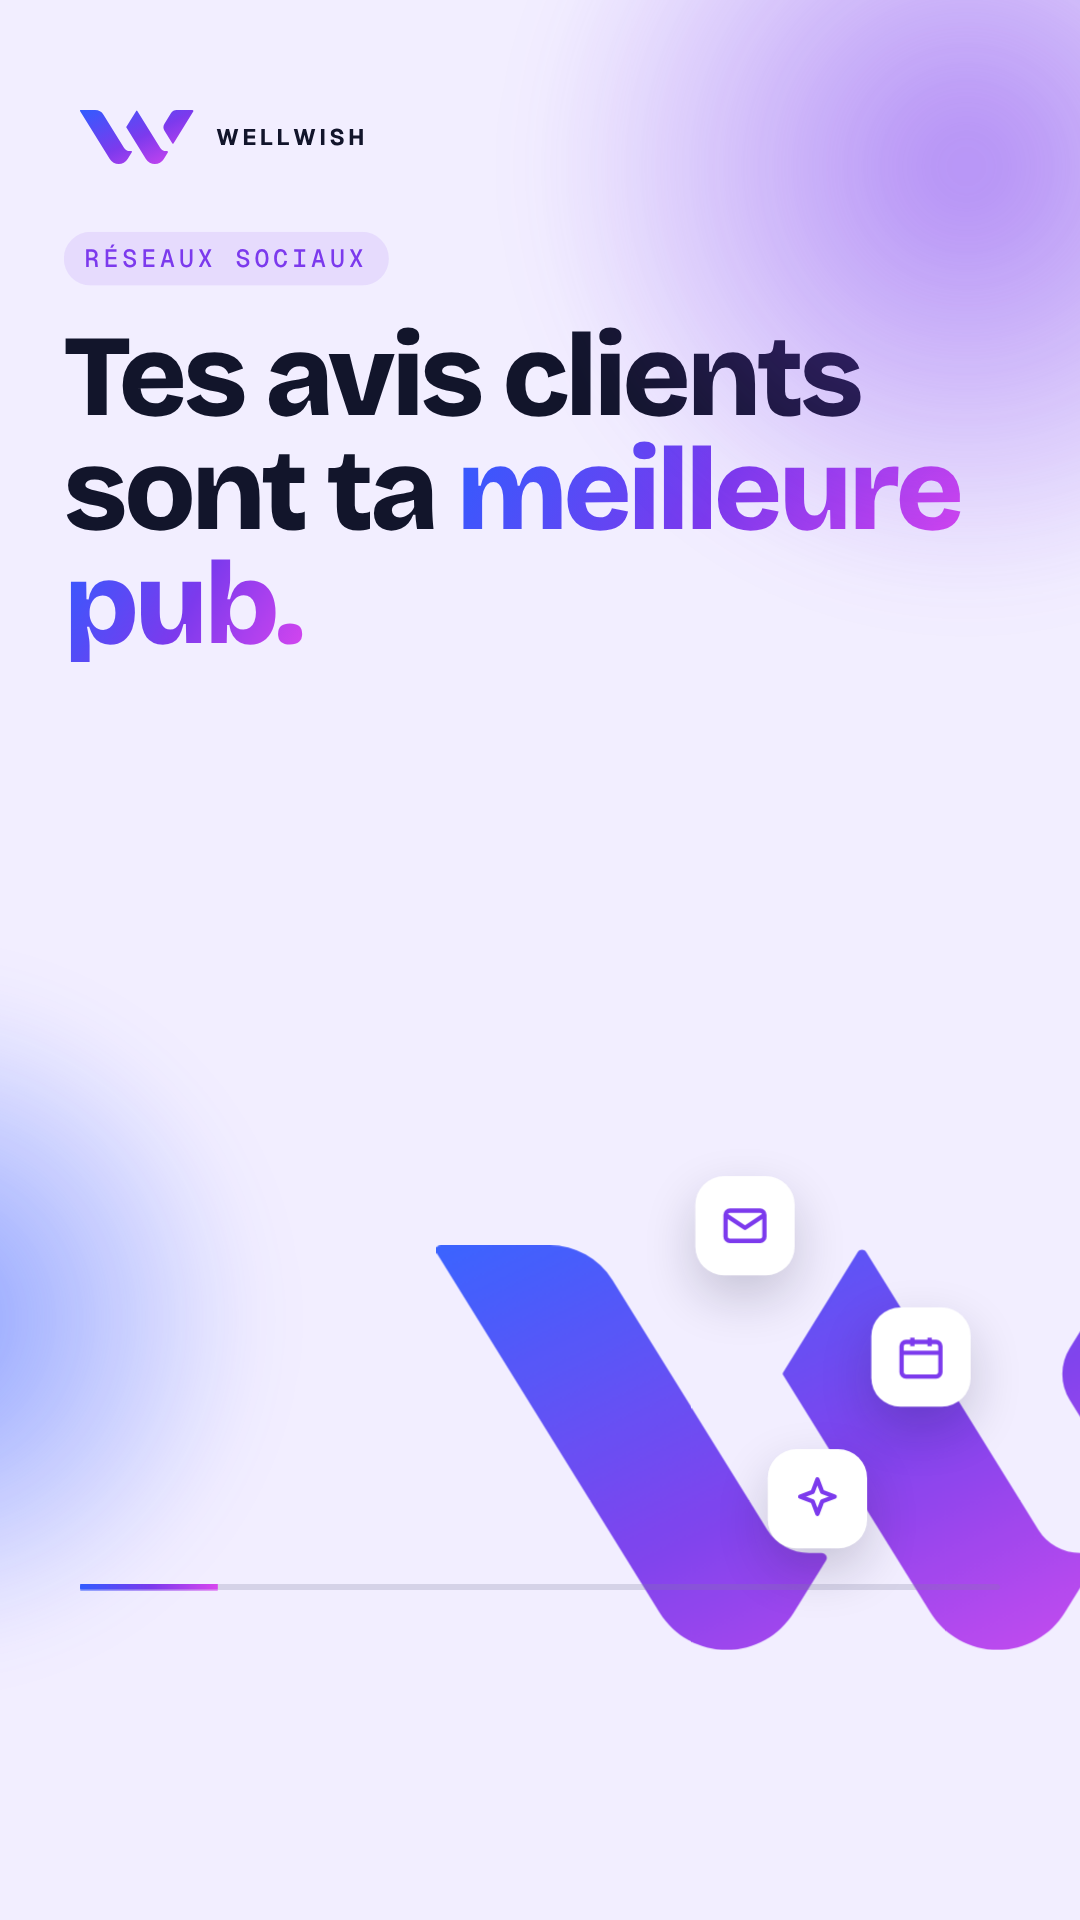 WELLWISH
RÉSEAUX SOCIAUX
Tes avis clients
sont ta meilleure
pub.